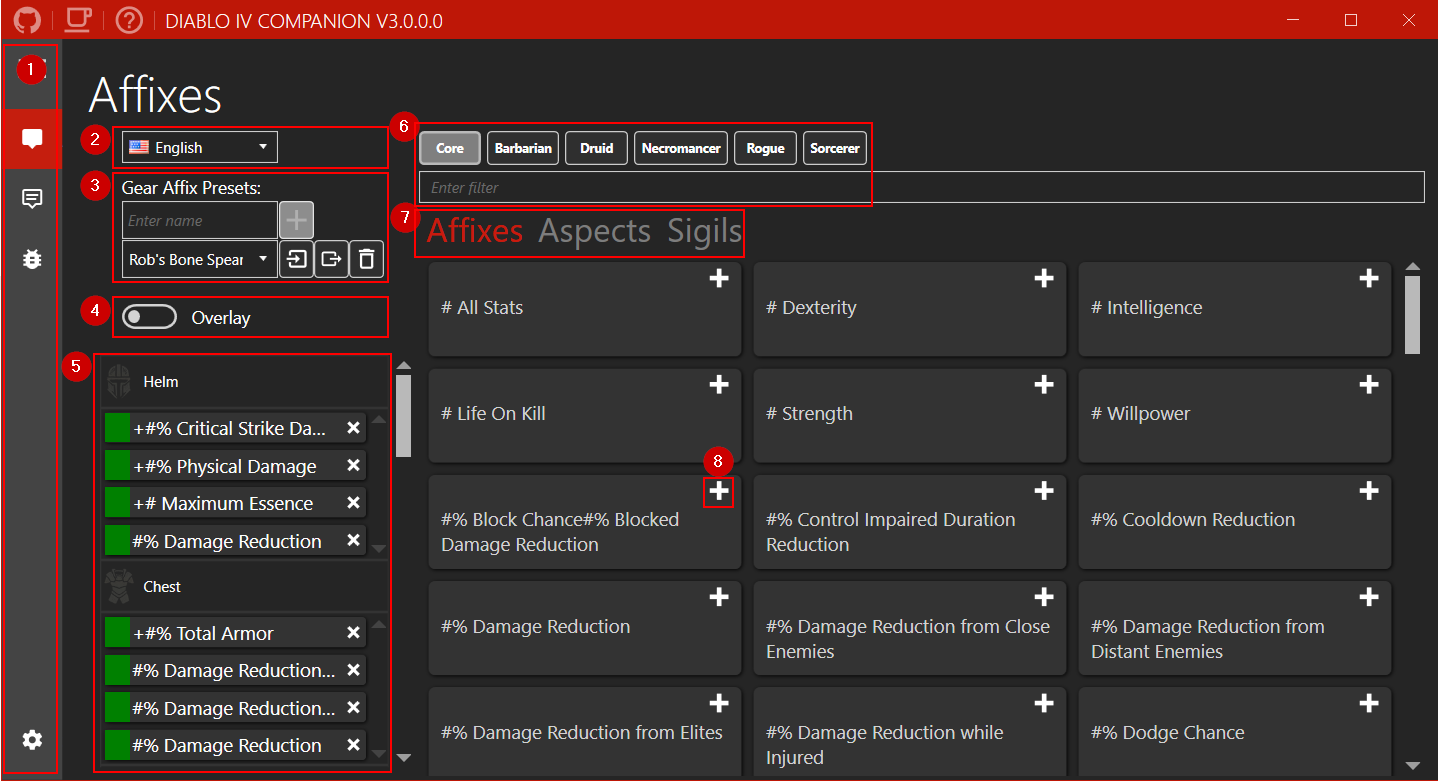 DIABLO IV COMPANION V3.0.0.0
1
Affixes
2
English
3
Gear Affix Presets:
Enter name
Rob's Bone Spear
4
Overlay
5
Helm
+#% Critical Strike Da...
+#% Physical Damage
+# Maximum Essence
#% Damage Reduction
Chest
+#% Total Armor
#% Damage Reduction...
#% Damage Reduction...
#% Damage Reduction
6
Core Barbarian Druid Necromancer Rogue Sorcerer
Enter filter
7
Affixes Aspects Sigils
# All Stats
# Dexterity
# Intelligence
# Life On Kill
# Strength
# Willpower
8
#% Block Chance#% Blocked
Damage Reduction
#% Control Impaired Duration
Reduction
#% Cooldown Reduction
#% Damage Reduction
#% Damage Reduction from Close
Enemies
#% Damage Reduction from
Distant Enemies
#% Damage Reduction from Elites
#% Damage Reduction while
Injured
#% Dodge Chance